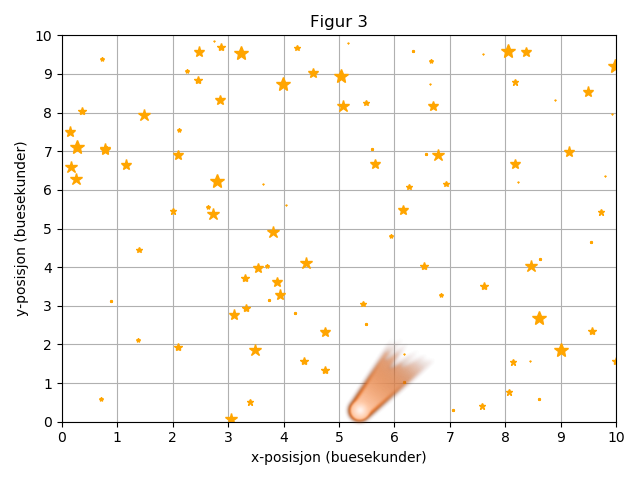 Figur 3
10
9
8
7
6
5
4
3
2
1
0
y-posisjon (buesekunder)
0 1 2 3 4 5 6 7 8 9 10
x-posisjon (buesekunder)